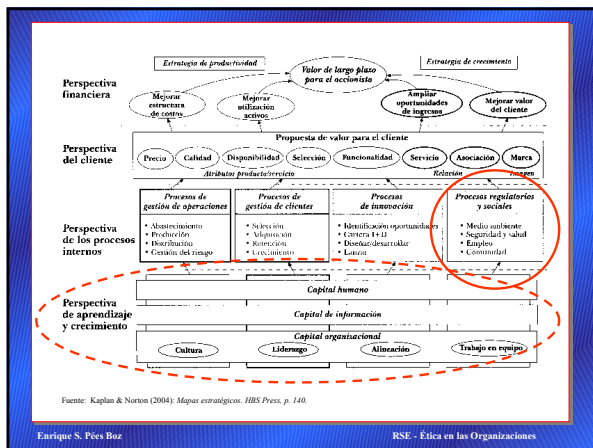 Estrategia de productividad
Valor de largo plazo
para el accionista
Estrategia de crecimiento
Perspectiva
financiera
Mejorar
estructura
de costos
Mejorar
utilización
activos
Ampliar
oportunidades
de ingresos
Mejorar valor
del cliente
Perspectiva
del cliente
Propuesta de valor para el cliente
Precio
Calidad
Disponibilidad
Selección
Funcionalidad
Servicio
Asociación
Marca
Atributos producto/servicio
Relación
Imagen
Perspectiva
de los procesos
internos
Procesos de
gestión de operaciones
• Abastecimiento
• Producción
• Distribución
• Gestión del riesgo
Procesos de
gestión de clientes
• Selección
• Adquisición
• Retención
• Crecimiento
Procesos
de innovación
• Identificación oportunidades
• Cartera I+D
• Diseñar/desarrollar
• Lanzar
Procesos regulatorios
y sociales
• Medio ambiente
• Seguridad y salud
• Empleo
• Comunidad
Perspectiva
de aprendizaje
y crecimiento
Capital humano
Capital de información
Capital organizacional
Cultura
Liderazgo
Alineación
Trabajo en equipo
Fuente: Kaplan & Norton (2004): Mapas estratégicos. HBS Press, p. 140.
Enrique S. Pées Boz
RSE - Ética en las Organizaciones